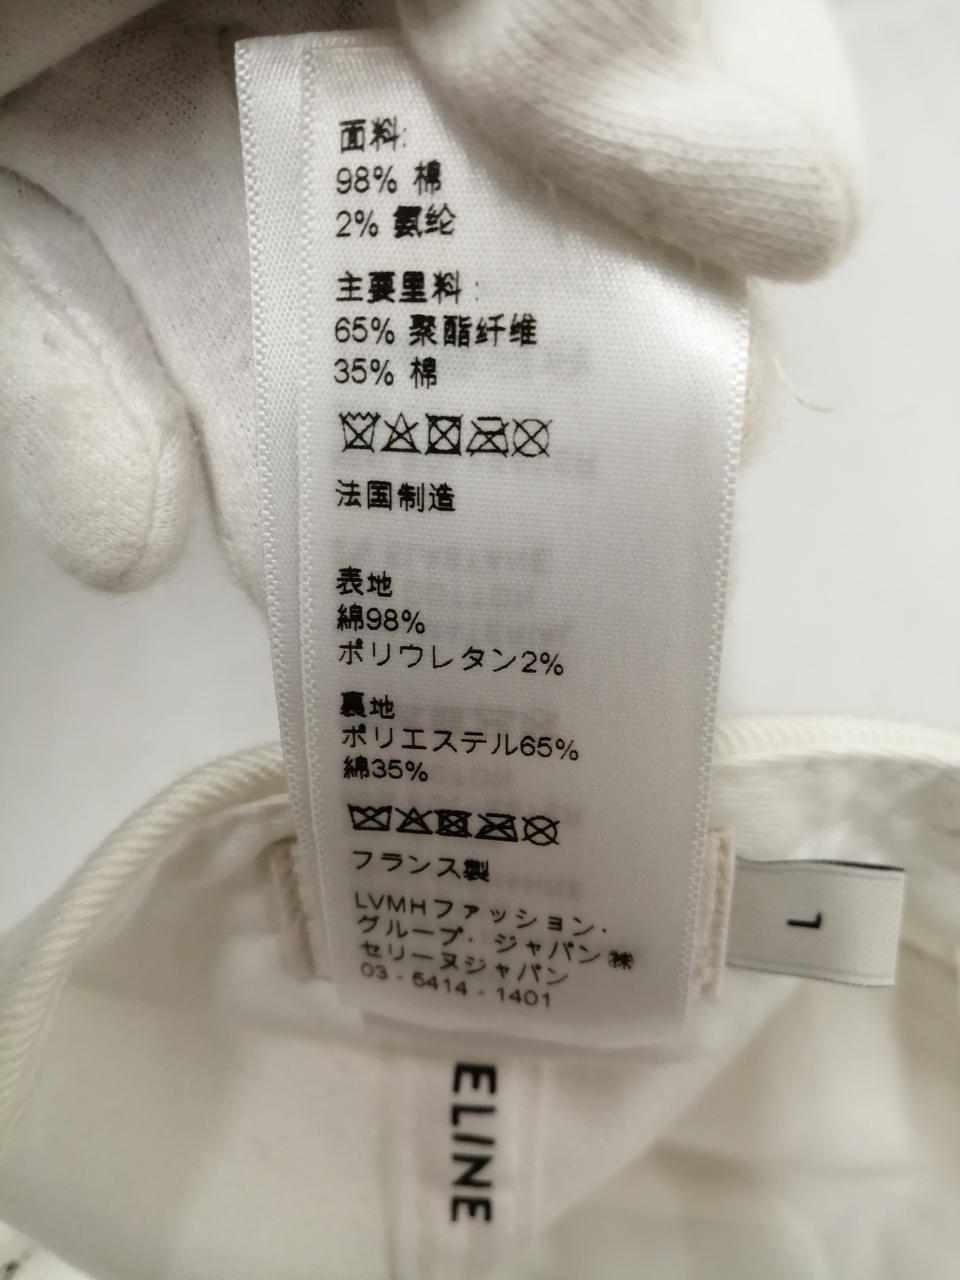 面料:
98% 棉
2% 氨纶
主要里料:
65% 聚酯纤维
35% 棉
法国制造
表地
綿98%
ポリウレタン2%
裏地
ポリエステル65%
綿35%
フランス製
LVMHファッション・
グループ・ジャパン㈱
セリーヌジャパン
03-5414-1401
L
ELINE